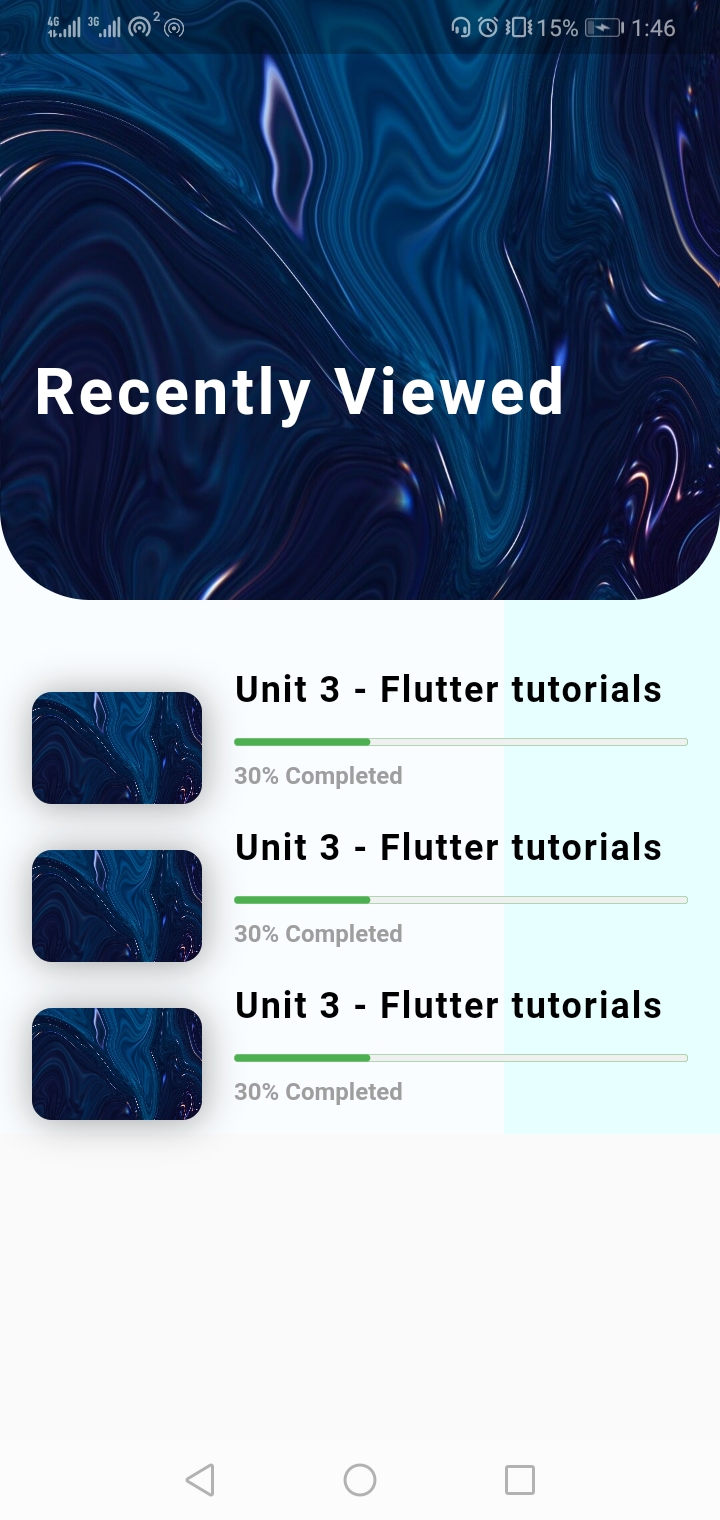 4G 3G 2 15% 1:46
Recently Viewed
Unit 3 - Flutter tutorials
30% Completed
Unit 3 - Flutter tutorials
30% Completed
Unit 3 - Flutter tutorials
30% Completed